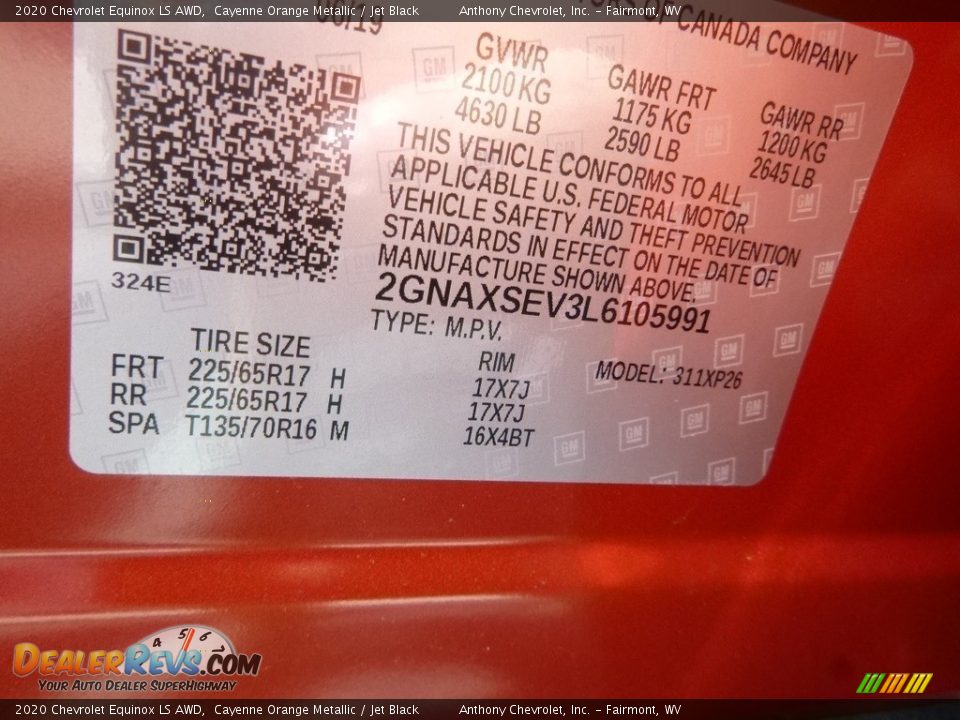 2020 Chevrolet Equinox LS AWD, Cayenne Orange Metallic / Jet Black Anthony Chevrolet, Inc. - Fairmont, WV
OF CANADA COMPANY
GVWR GAWR FRT GAWR RR
2100 KG 1175 KG 1200 KG
4630 LB 2590 LB 2645 LB
THIS VEHICLE CONFORMS TO ALL
APPLICABLE U.S. FEDERAL MOTOR
VEHICLE SAFETY AND THEFT PREVENTION
STANDARDS IN EFFECT ON THE DATE OF
MANUFACTURE SHOWN ABOVE.
324E
2GNAXSEV3L6105991
TYPE: M.P.V.
MODEL: 311XP26
TIRE SIZE RIM
FRT 225/65R17 H 17X7J
RR 225/65R17 H 17X7J
SPA T135/70R16 M 16X4BT
GM
4 5 6
DEALERREVS.COM
YOUR AUTO DEALER SUPERHIGHWAY
2020 Chevrolet Equinox LS AWD, Cayenne Orange Metallic / Jet Black Anthony Chevrolet, Inc. - Fairmont, WV